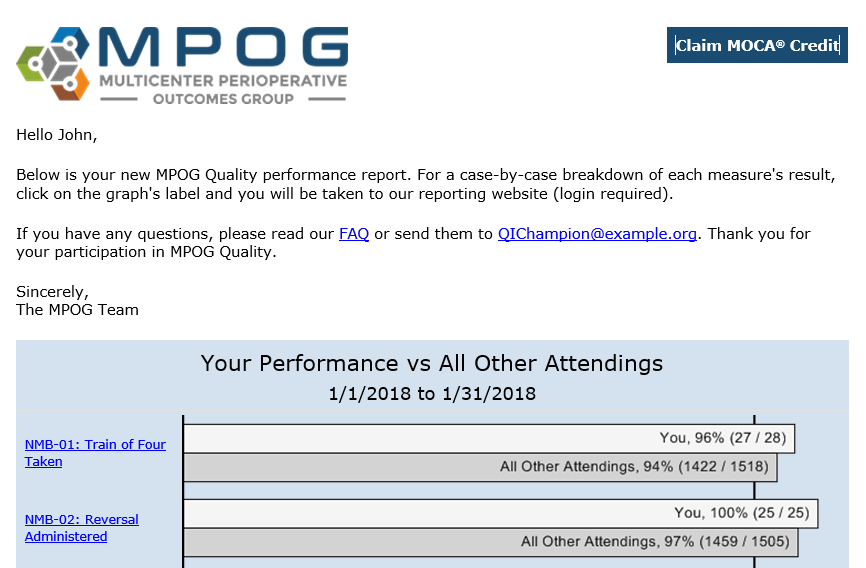 MPOG
MULTICENTER PERIOPERATIVE
OUTCOMES GROUP
Claim MOCA® Credit
Hello John,
Below is your new MPOG Quality performance report. For a case-by-case breakdown of each measure's result,
click on the graph's label and you will be taken to our reporting website (login required).
If you have any questions, please read our FAQ or send them to QIChampion@example.org. Thank you for
your participation in MPOG Quality.
Sincerely,
The MPOG Team
Your Performance vs All Other Attendings
1/1/2018 to 1/31/2018
NMB-01: Train of Four
Taken
You, 96% (27 / 28)
All Other Attendings, 94% (1422 / 1518)
NMB-02: Reversal
Administered
You, 100% (25 / 25)
All Other Attendings, 97% (1459 / 1505)